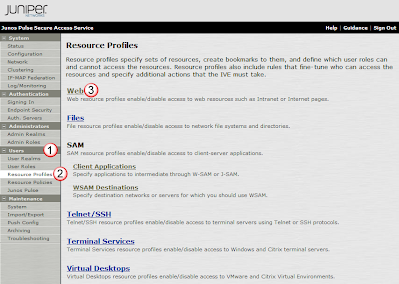 JUNIPER
NETWORKS
Junos Pulse Secure Access Service
Help | Guidance | Sign Out
System
Status
Configuration
Network
Clustering
IF-MAP Federation
Log/Monitoring
Authentication
Signing In
Endpoint Security
Auth. Servers
Administrators
Admin Realms
Admin Roles
Users
1
User Realms
User Roles
Resource Profiles
2
Resource Policies
Junos Pulse
Maintenance
System
Import/Export
Push Config
Archiving
Troubleshooting
Resource Profiles
Resource profiles specify sets of resources, create bookmarks to them, and define which user roles can
and cannot access the resources. Resource profiles also include rules that fine-tune who can access the
resources and specify additional actions that the IVE must take.
Web
3
Web resource profiles enable/disable access to web resources such as Intranet or Internet pages.
Files
File resource profiles enable/disable access to network file systems and directories.
SAM
SAM resource profiles enable/disable access to client-server applications.
Client Applications
Specify applications to intermediate through W-SAM or J-SAM.
WSAM Destinations
Specify destination networks or servers for which you should use WSAM.
Telnet/SSH
Telnet/SSH resource profiles enable/disable access to terminal servers using Telnet or SSH protocols.
Terminal Services
Terminal Services resource profiles enable/disable access to Windows and Citrix terminal servers.
Virtual Desktops
Virtual Desktops resource profiles enable/disable access to VMware and Citrix Virtual Environments.